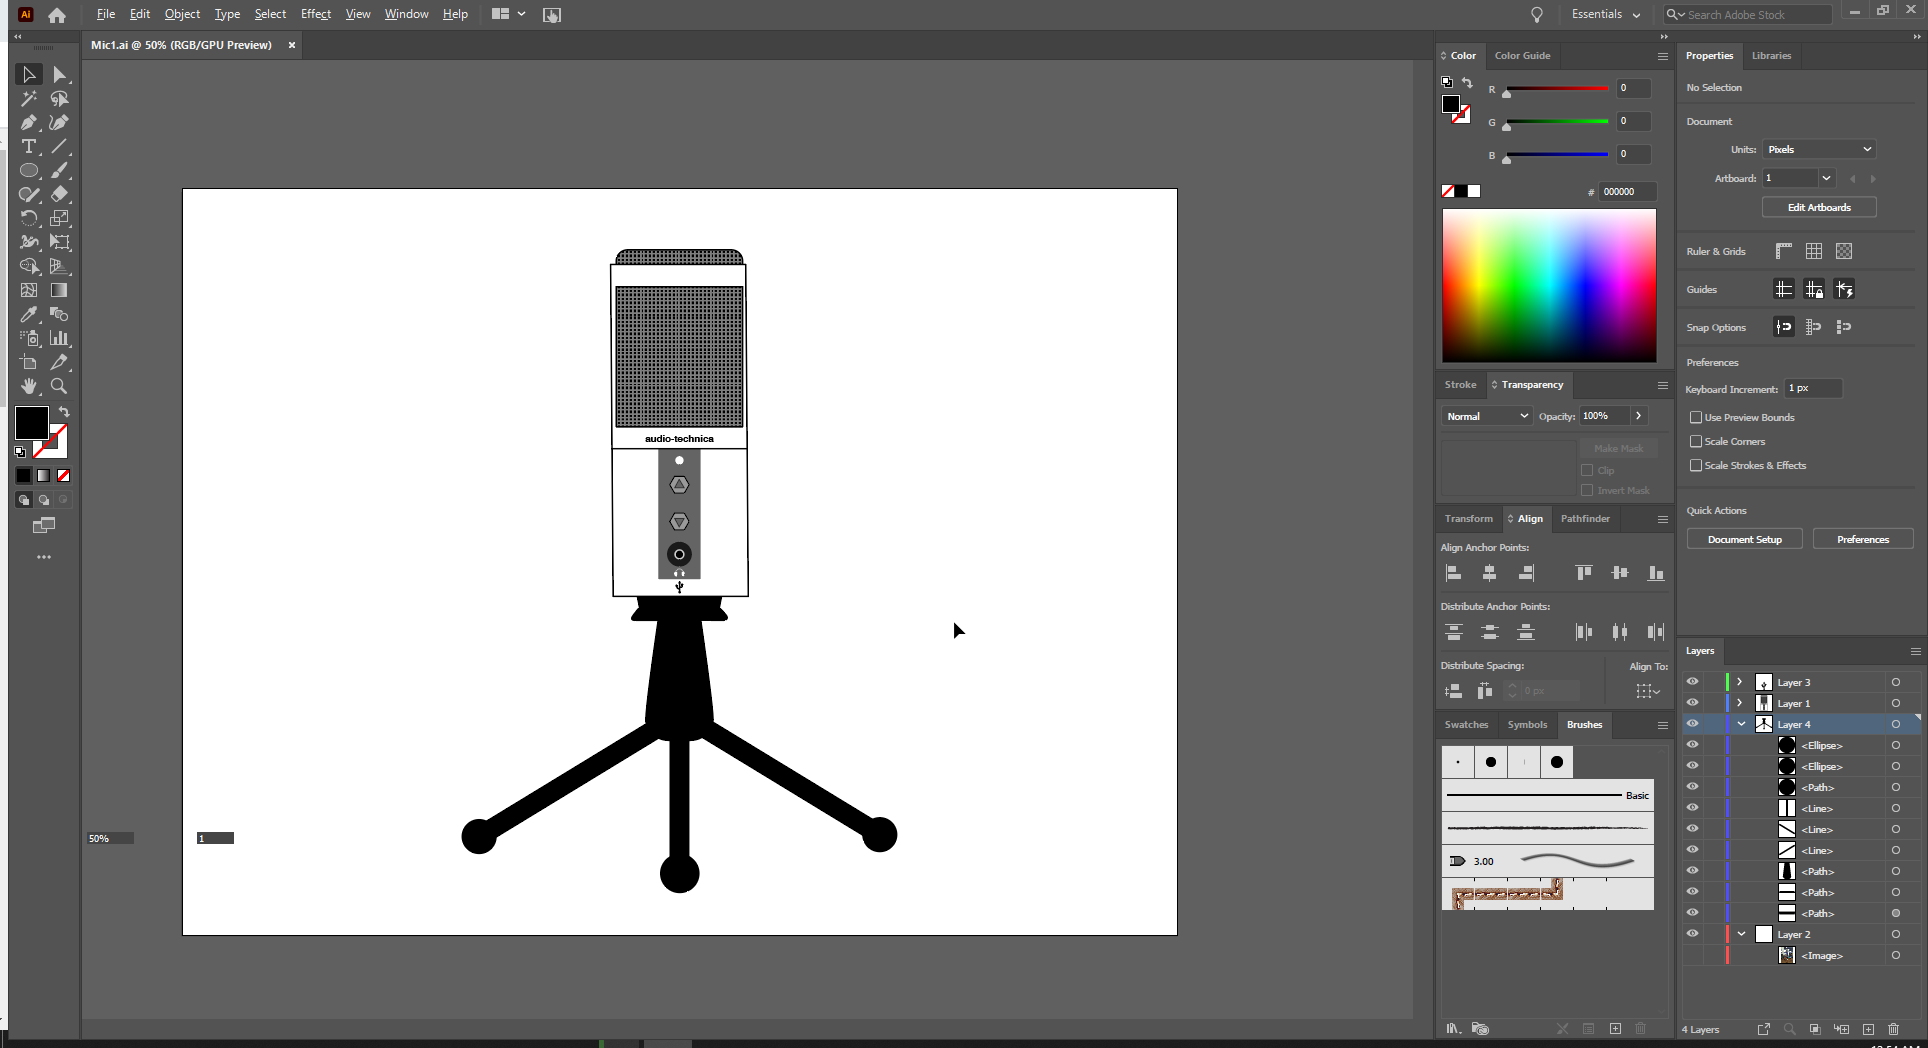 Ai
File Edit Object Type Select Effect View Window Help
Essentials
Search Adobe Stock
Mic1.ai @ 50% (RGB/GPU Preview) ×
audio-technica
50%
1
Color Color Guide
R 0
G 0
B 0
# 000000
Stroke Transparency
Normal Opacity: 100%
Make Mask
Clip
Invert Mask
Transform Align Pathfinder
Align Anchor Points:
Distribute Anchor Points:
Distribute Spacing: Align To:
0 px
Swatches Symbols Brushes
Basic
3.00
Properties Libraries
No Selection
Document
Units: Pixels
Artboard: 1
Edit Artboards
Ruler & Grids
Guides
Snap Options
Preferences
Keyboard Increment: 1 px
Use Preview Bounds
Scale Corners
Scale Strokes & Effects
Quick Actions
Document Setup Preferences
Layers
Layer 3
Layer 1
Layer 4
<Ellipse>
<Ellipse>
<Path>
<Line>
<Line>
<Line>
<Path>
<Path>
<Path>
Layer 2
<Image>
4 Layers